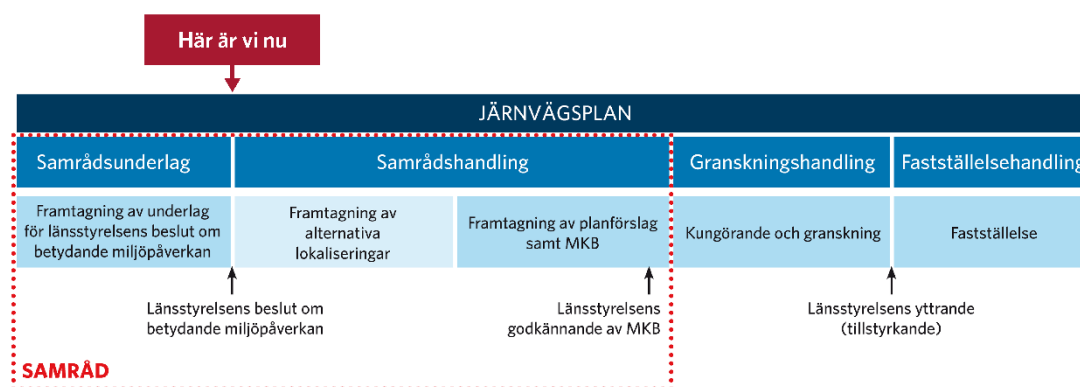 Här är vi nu
JÄRNVÄGSPLAN
Samrådsunderlag
Samrådshandling
Granskningshandling
Fastställelsehandling
Framtagning av underlag
för länsstyrelsens beslut om
betydande miljöpåverkan
Framtagning av
alternativa
lokaliseringar
Framtagning av planförslag
samt MKB
Kungörande och granskning
Fastställelse
Länsstyrelsens beslut om
betydande miljöpåverkan
Länsstyrelsens
godkännande av MKB
Länsstyrelsens yttrande
(tillstyrkande)
SAMRÅD